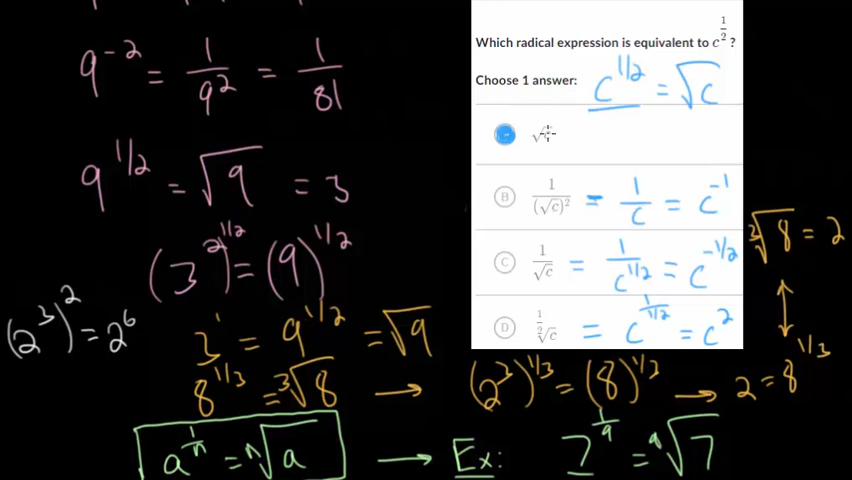 9^-2 = 1/9^2 = 1/81
9^1/2 = √9 = 3
(3^2)^1/2 = (9)^1/2
(2^3)^2 = 2^6
3^1 = 9^1/2 = √9
8^1/3 = ∛8 → (2^3)^1/3 = (8)^1/3 → 2 = 8^1/3
a^1/n = ⁿ√a → Ex: 7^1/9 = ⁹√7
∛8 = 2
Which radical expression is equivalent to c^1/2 ?
Choose 1 answer:
c^1/2 = √c
B 1/(√c)^2 = 1/c = c^-1
C 1/√c = 1/c^1/2 = c^-1/2
D ^1/2√c = c^1/1/2 = c^2